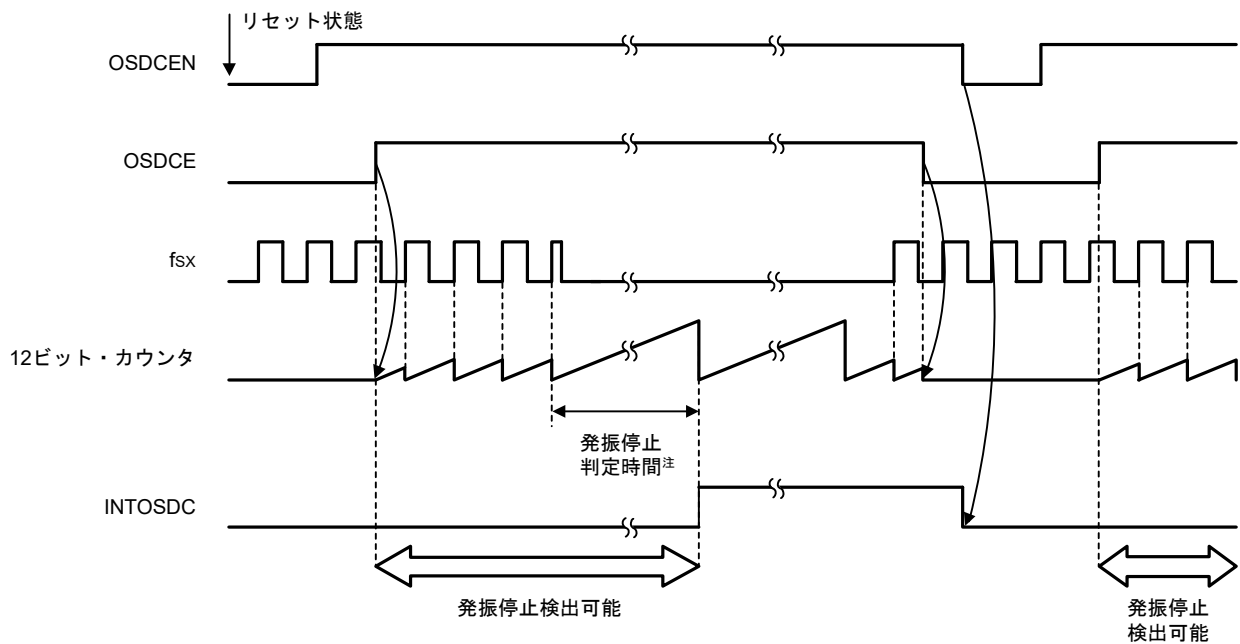 リセット状態
OSDCEN
OSDCE
fSX
12ビット・カウンタ
発振停止
判定時間注
INTOSDC
発振停止検出可能
発振停止
検出可能